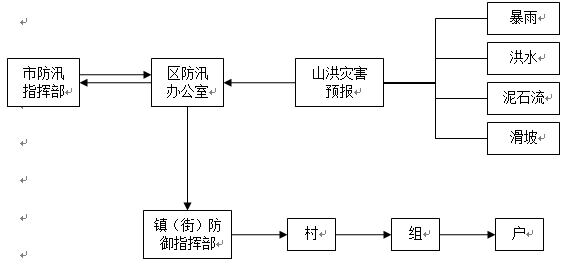 暴雨
市防汛
指挥部
区防汛
办公室
山洪灾害
预报
洪水
泥石流
滑坡
镇（街）防
御指挥部
村
组
户